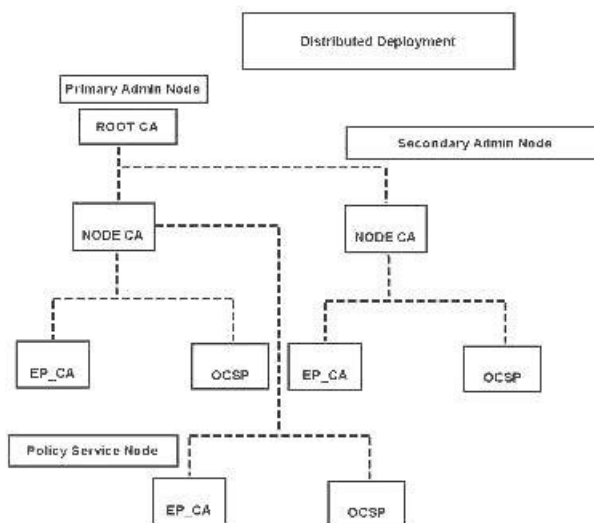 Distributed Deployment
Primary Admin Node
ROOT CA
Secondary Admin Node
NODE CA
NODE CA
EP_CA
OCSP
EP_CA
OCSP
Policy Service Node
EP_CA
OCSP